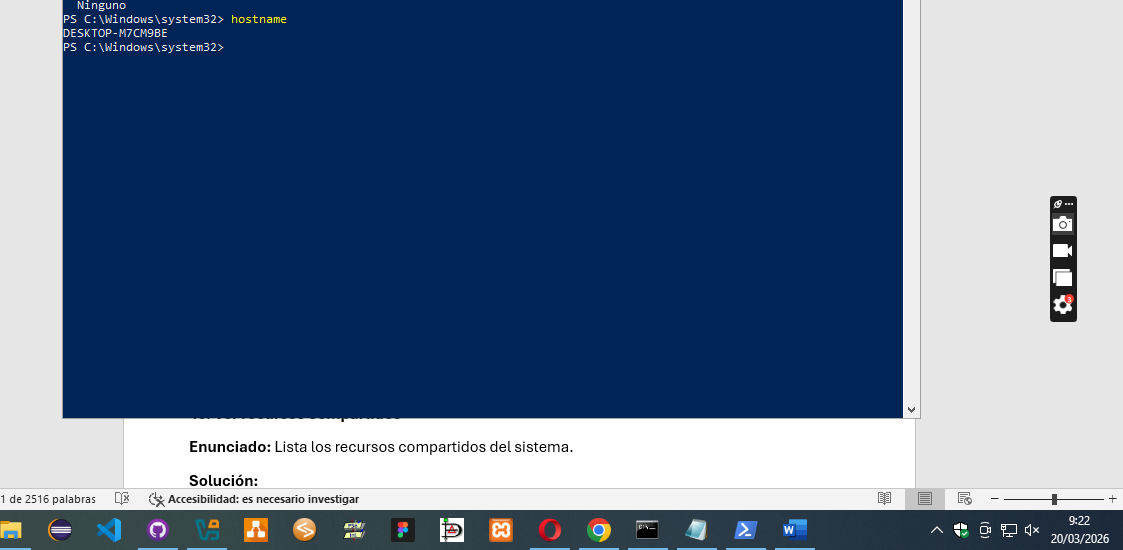 Ninguno
PS C:\Windows\system32> hostname
DESKTOP-M7CM9BE
PS C:\Windows\system32>
Enunciado: Lista los recursos compartidos del sistema.
Solución:
1 de 2516 palabras
Accesibilidad: es necesario investigar
3
9:22
20/03/2026